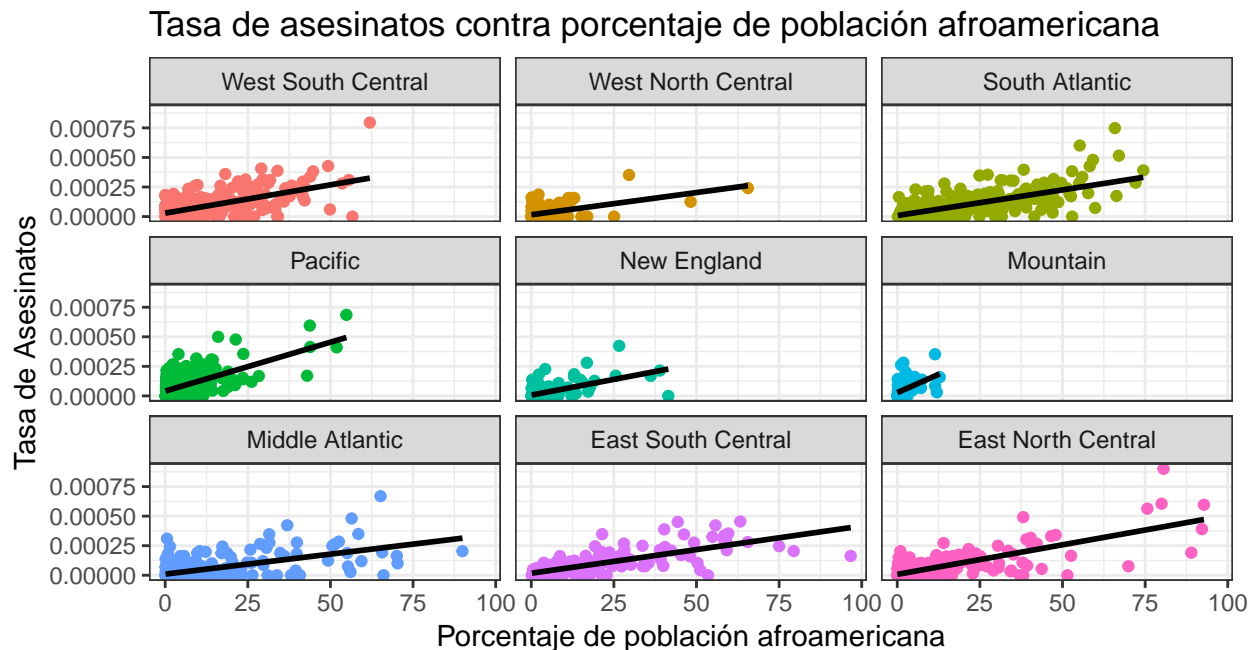 Tasa de asesinatos contra porcentaje de población afroamericana
West South Central
West North Central
South Atlantic
0.00075
0.00050
0.00025
0.00000
Pacific
New England
Mountain
0.00075
0.00050
0.00025
0.00000
Middle Atlantic
East South Central
East North Central
0.00075
0.00050
0.00025
0.00000
0 25 50 75 100
0 25 50 75 100
0 25 50 75 100
Tasa de Asesinatos
Porcentaje de población afroamericana